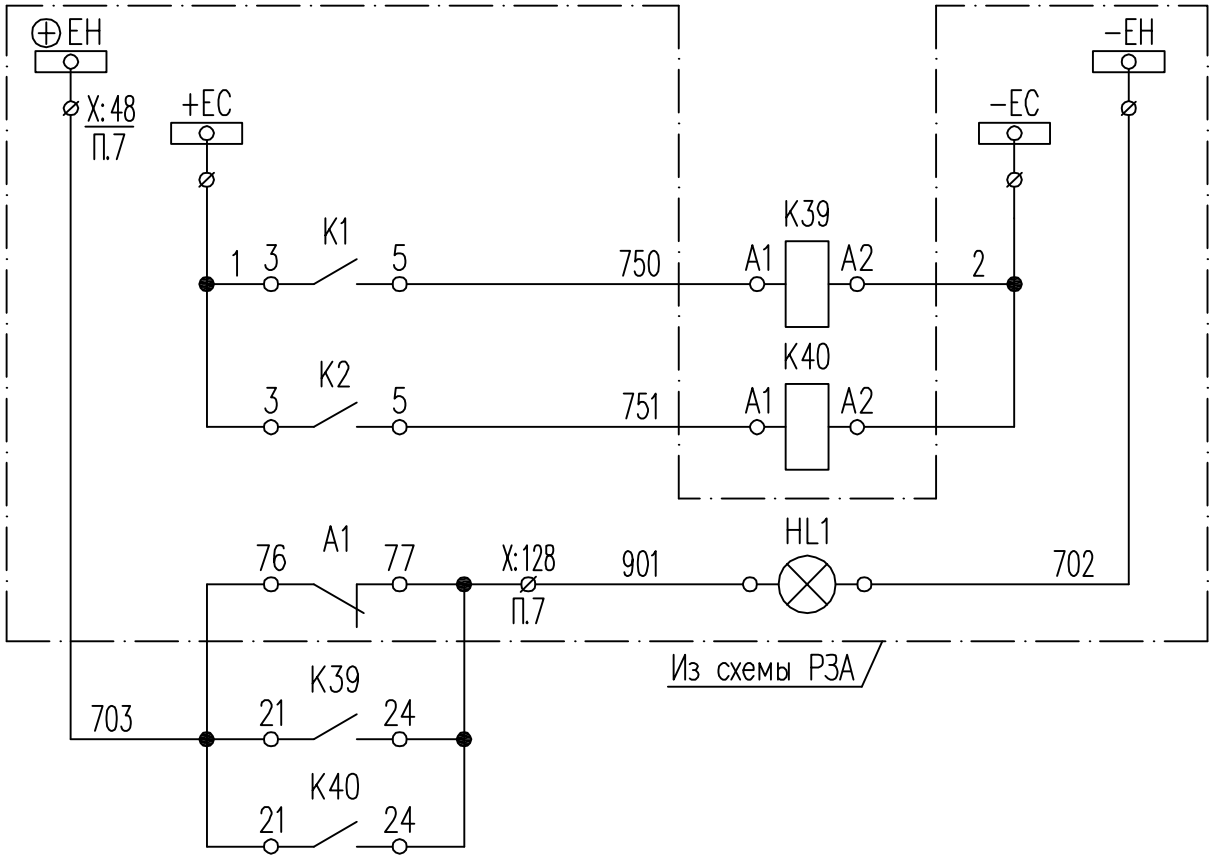 ⊕ EH
−EH
X:48
П.7
+EC
−EC
K1
K39
1 3 5 750 A1 A2 2
K2
K40
3 5 751 A1 A2
A1
HL1
76 77 X:128 901 702
П.7
Из схемы РЗА
K39
703 21 24
K40
21 24